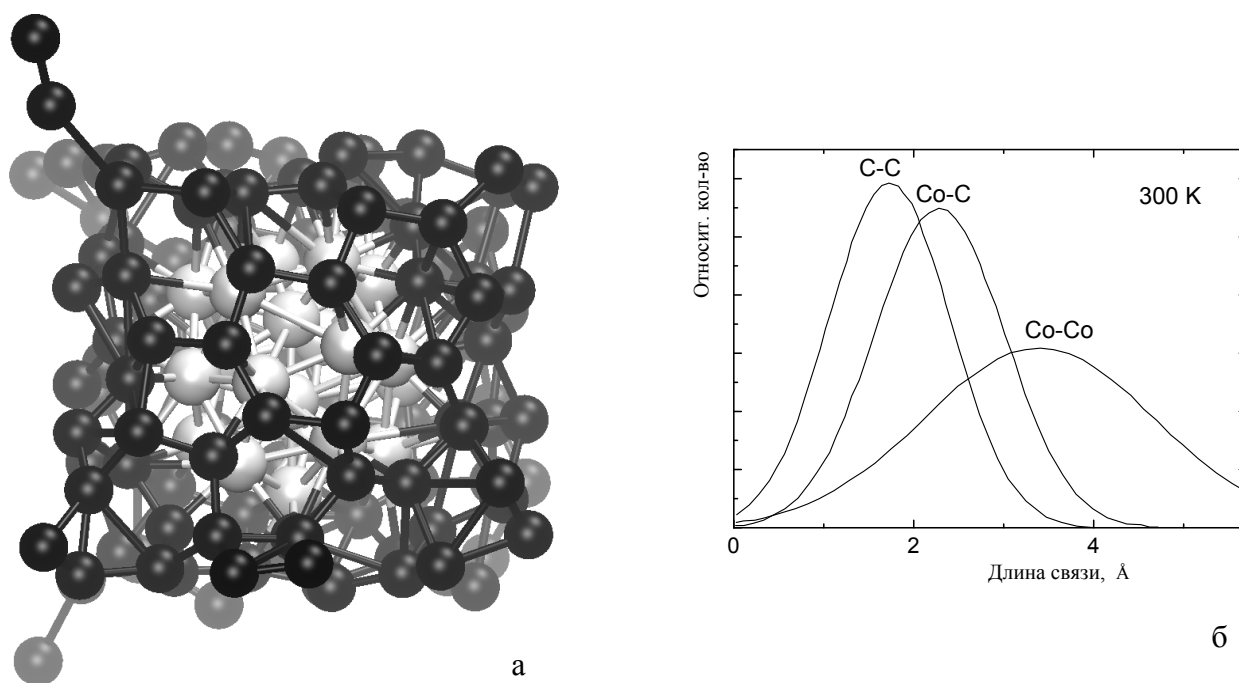 C-C
Co-C
300 K
Co-Co
Относит. кол-во
0
2
4
Длина связи, Å
а
б